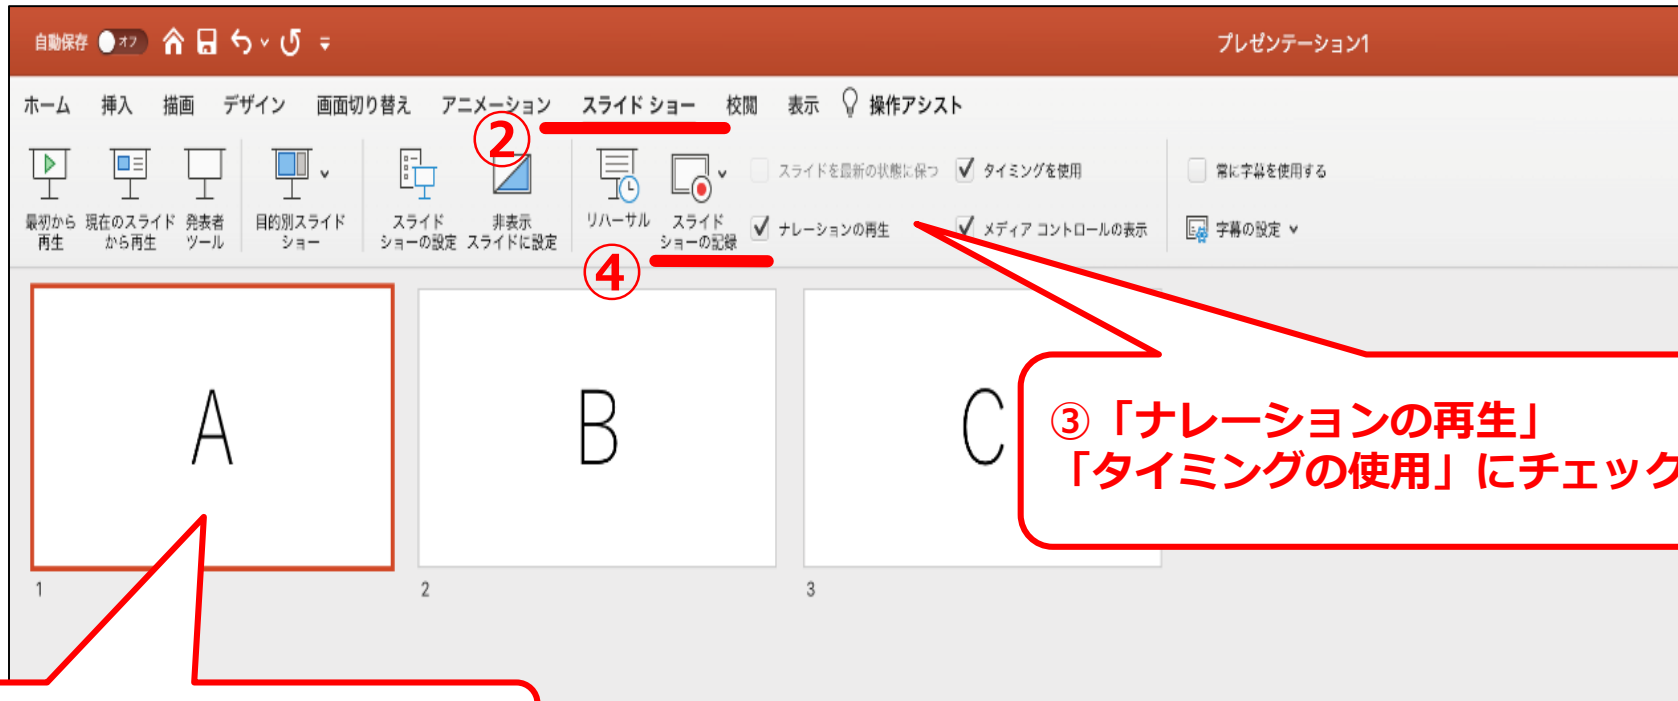 自動保存 オフ
プレゼンテーション1
ホーム 挿入 描画 デザイン 画面切り替え アニメーション スライド ショー 校閲 表示 操作アシスト
②
最初から
再生
現在のスライド
から再生
発表者
ツール
目的別スライド
ショー
スライド
ショーの設定
非表示
スライドに設定
リハーサル
スライド
ショーの記録
スライドを最新の状態に保つ
タイミングを使用
ナレーションの再生
メディア コントロールの表示
常に字幕を使用する
字幕の設定
④
A
B
C
③「ナレーションの再生」
「タイミングの使用」にチェック
1
2
3